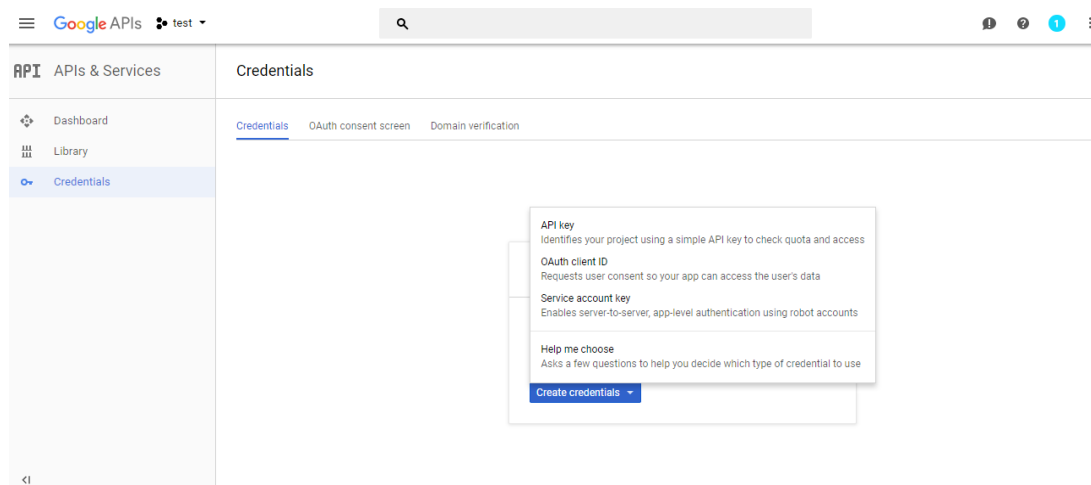 Google APIs test
1
API APIs & Services
Credentials
Dashboard
Library
Credentials
Credentials OAuth consent screen Domain verification
API key
Identifies your project using a simple API key to check quota and access
OAuth client ID
Requests user consent so your app can access the user's data
Service account key
Enables server-to-server, app-level authentication using robot accounts
Help me choose
Asks a few questions to help you decide which type of credential to use
Create credentials